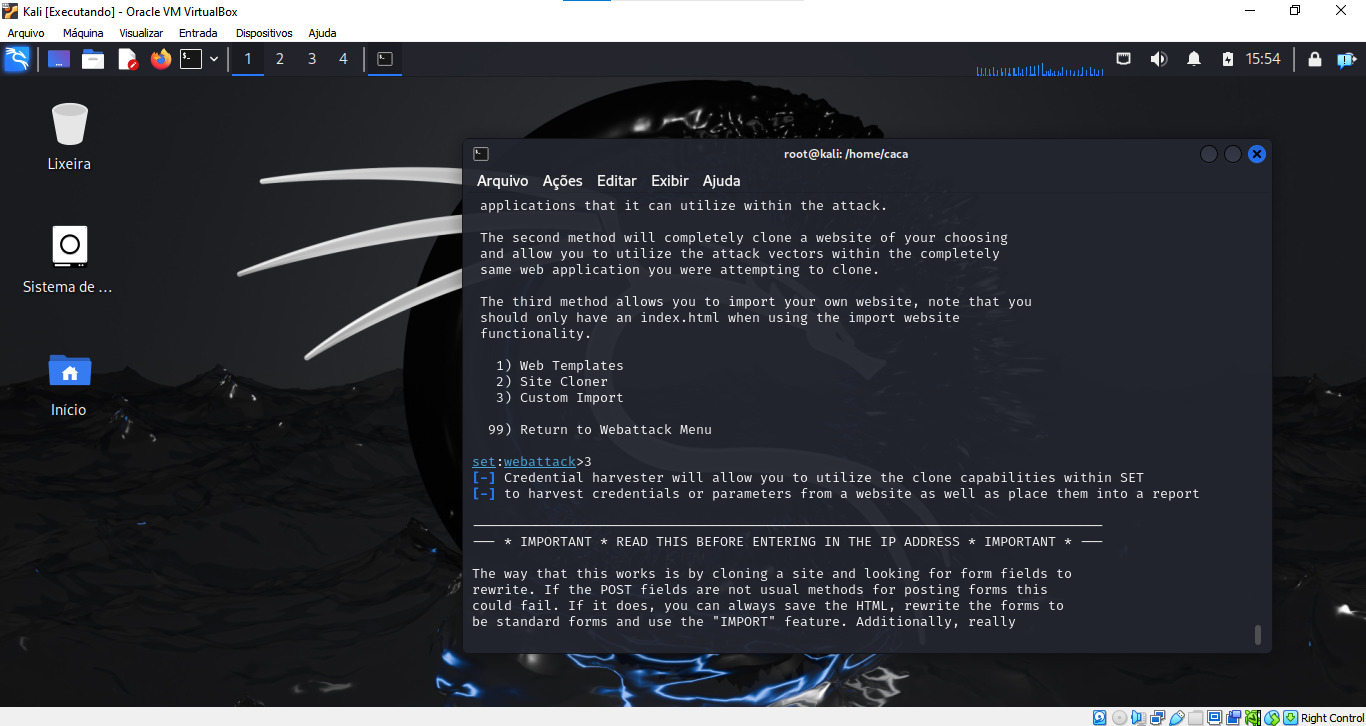 Kali [Executando] - Oracle VM VirtualBox
Arquivo Máquina Visualizar Entrada Dispositivos Ajuda
1 2 3 4 15:54
Lixeira
Sistema de ...
Início
root@kali: /home/caca
Arquivo Ações Editar Exibir Ajuda
applications that it can utilize within the attack.
The second method will completely clone a website of your choosing
and allow you to utilize the attack vectors within the completely
same web application you were attempting to clone.
The third method allows you to import your own website, note that you
should only have an index.html when using the import website
functionality.
1) Web Templates
2) Site Cloner
3) Custom Import
99) Return to Webattack Menu
set:webattack>3
[-] Credential harvester will allow you to utilize the clone capabilities within SET
[-] to harvest credentials or parameters from a website as well as place them into a report
--- * IMPORTANT * READ THIS BEFORE ENTERING IN THE IP ADDRESS * IMPORTANT * ---
The way that this works is by cloning a site and looking for form fields to
rewrite. If the POST fields are not usual methods for posting forms this
could fail. If it does, you can always save the HTML, rewrite the forms to
be standard forms and use the "IMPORT" feature. Additionally, really
Right Control